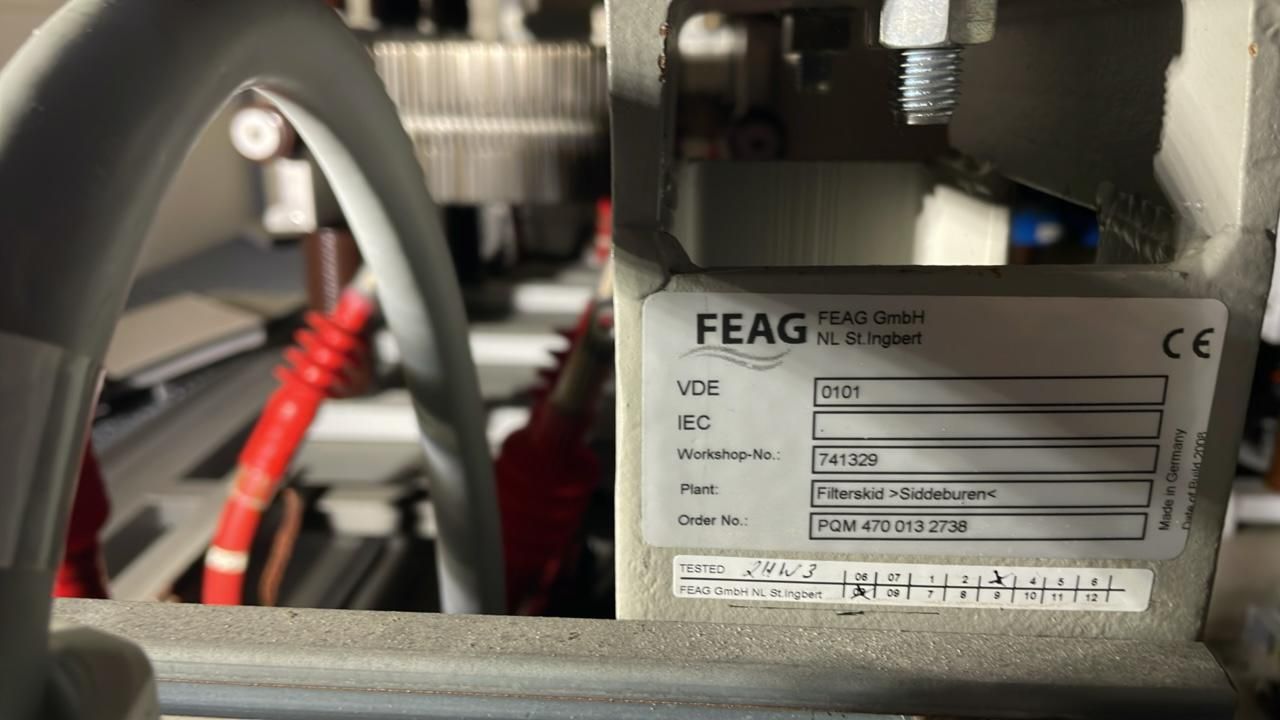 FEAG FEAG GmbH
NL St.Ingbert
CE
VDE 0101
IEC
Workshop-No.: 741329
Plant: Filterskid >Siddeburen<
Order No.: PQM 470 013 2738
Made in Germany
Date of Build 2008
TESTED 06 07 1 2 3 4 5 6
FEAG GmbH NL St.Ingbert 08 09 7 8 9 10 11 12